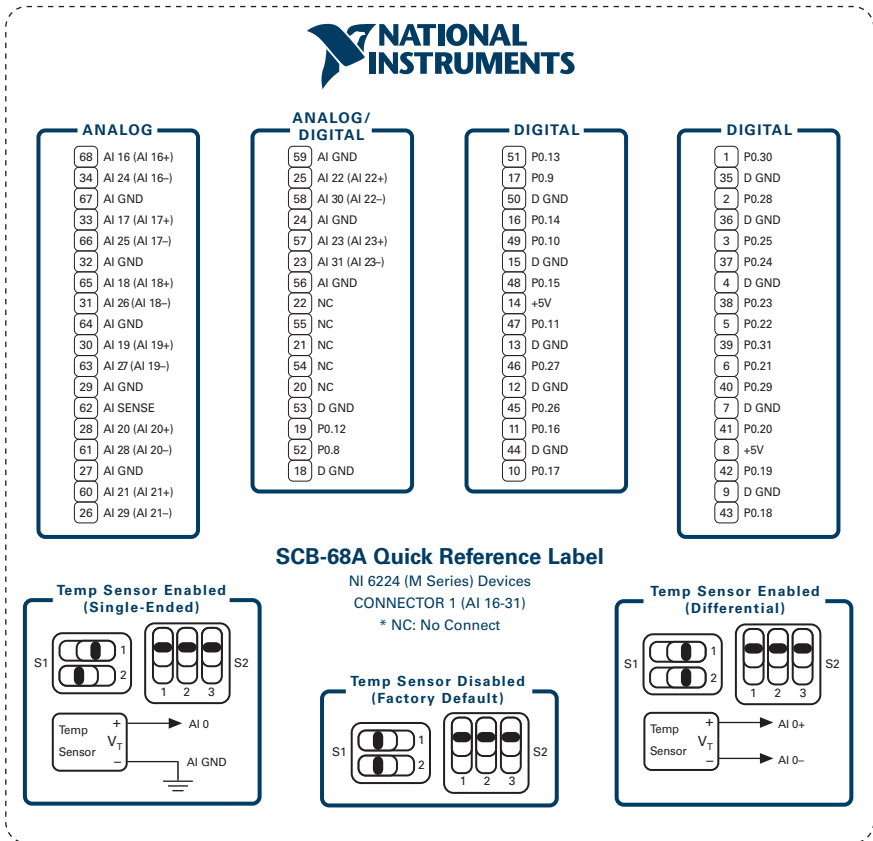 NATIONAL
INSTRUMENTS
ANALOG
68 AI 16 (AI 16+)
34 AI 24 (AI 16–)
67 AI GND
33 AI 17 (AI 17+)
66 AI 25 (AI 17–)
32 AI GND
65 AI 18 (AI 18+)
31 AI 26 (AI 18–)
64 AI GND
30 AI 19 (AI 19+)
63 AI 27 (AI 19–)
29 AI GND
62 AI SENSE
28 AI 20 (AI 20+)
61 AI 28 (AI 20–)
27 AI GND
60 AI 21 (AI 21+)
26 AI 29 (AI 21–)
ANALOG/
DIGITAL
59 AI GND
25 AI 22 (AI 22+)
58 AI 30 (AI 22–)
24 AI GND
57 AI 23 (AI 23+)
23 AI 31 (AI 23–)
56 AI GND
22 NC
55 NC
21 NC
54 NC
20 NC
53 D GND
19 P0.12
52 P0.8
18 D GND
DIGITAL
51 P0.13
17 P0.9
50 D GND
16 P0.14
49 P0.10
15 D GND
48 P0.15
14 +5V
47 P0.11
13 D GND
46 P0.27
12 D GND
45 P0.26
11 P0.16
44 D GND
10 P0.17
DIGITAL
1 P0.30
35 D GND
2 P0.28
36 D GND
3 P0.25
37 P0.24
4 D GND
38 P0.23
5 P0.22
39 P0.31
6 P0.21
40 P0.29
7 D GND
41 P0.20
8 +5V
42 P0.19
9 D GND
43 P0.18
SCB-68A Quick Reference Label
NI 6224 (M Series) Devices
CONNECTOR 1 (AI 16-31)
* NC: No Connect
Temp Sensor Enabled
(Single-Ended)
S1
1
2
1 2 3
S2
Temp
Sensor
+
VT
–
AI 0
AI GND
Temp Sensor Disabled
(Factory Default)
S1
1
2
1 2 3
S2
Temp Sensor Enabled
(Differential)
S1
1
2
1 2 3
S2
Temp
Sensor
+
VT
–
AI 0+
AI 0–